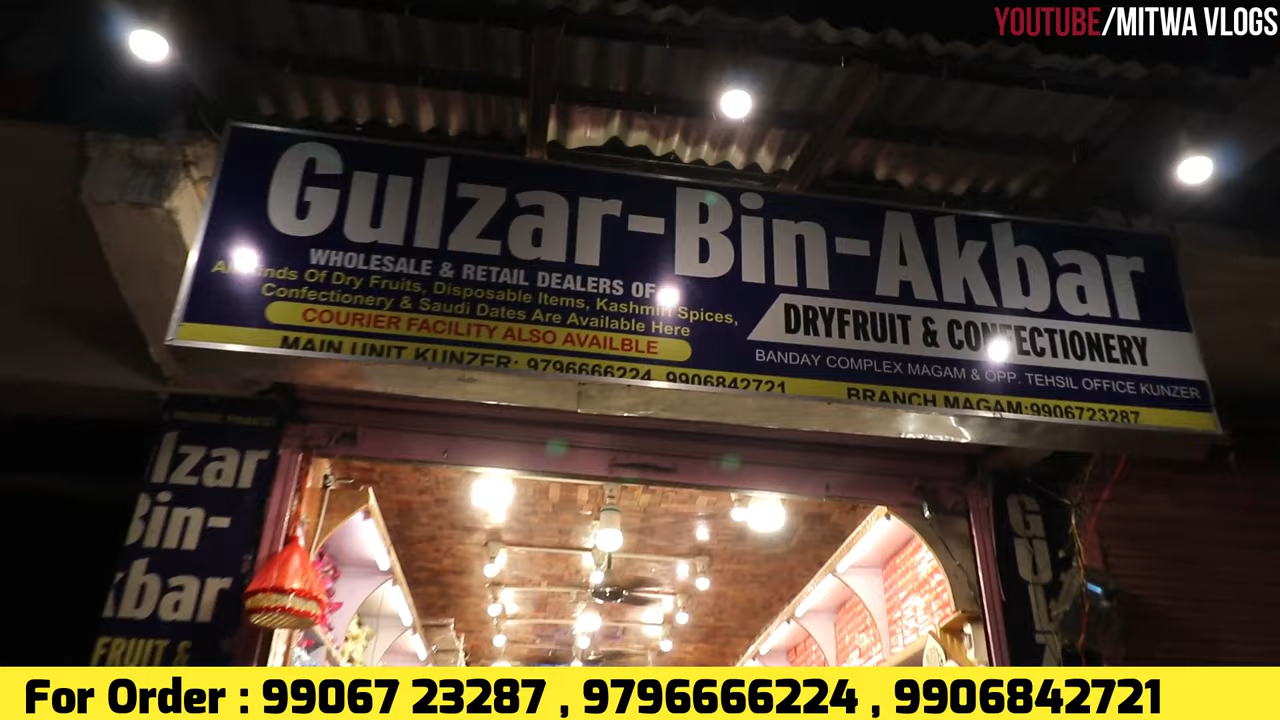 YOUTUBE/MITWA VLOGS
Gulzar-Bin-Akbar
WHOLESALE & RETAIL DEALERS OF
Of Dry Fruits, Disposable Items, Kashmiri Spices,
Confectionery & Saudi Dates Are Available Here
COURIER FACILITY ALSO AVAILBLE
DRYFRUIT & CONFECTIONERY
BANDAY COMPLEX MAGAM & OPP. TEHSIL OFFICE KUNZER
MAIN UNIT KUNZER: 9796666224, 9906842721
BRANCH MAGAM:9906723287
lzar
Bin-
kbar
FRUIT &
GUL
For Order : 99067 23287 , 9796666224 , 9906842721